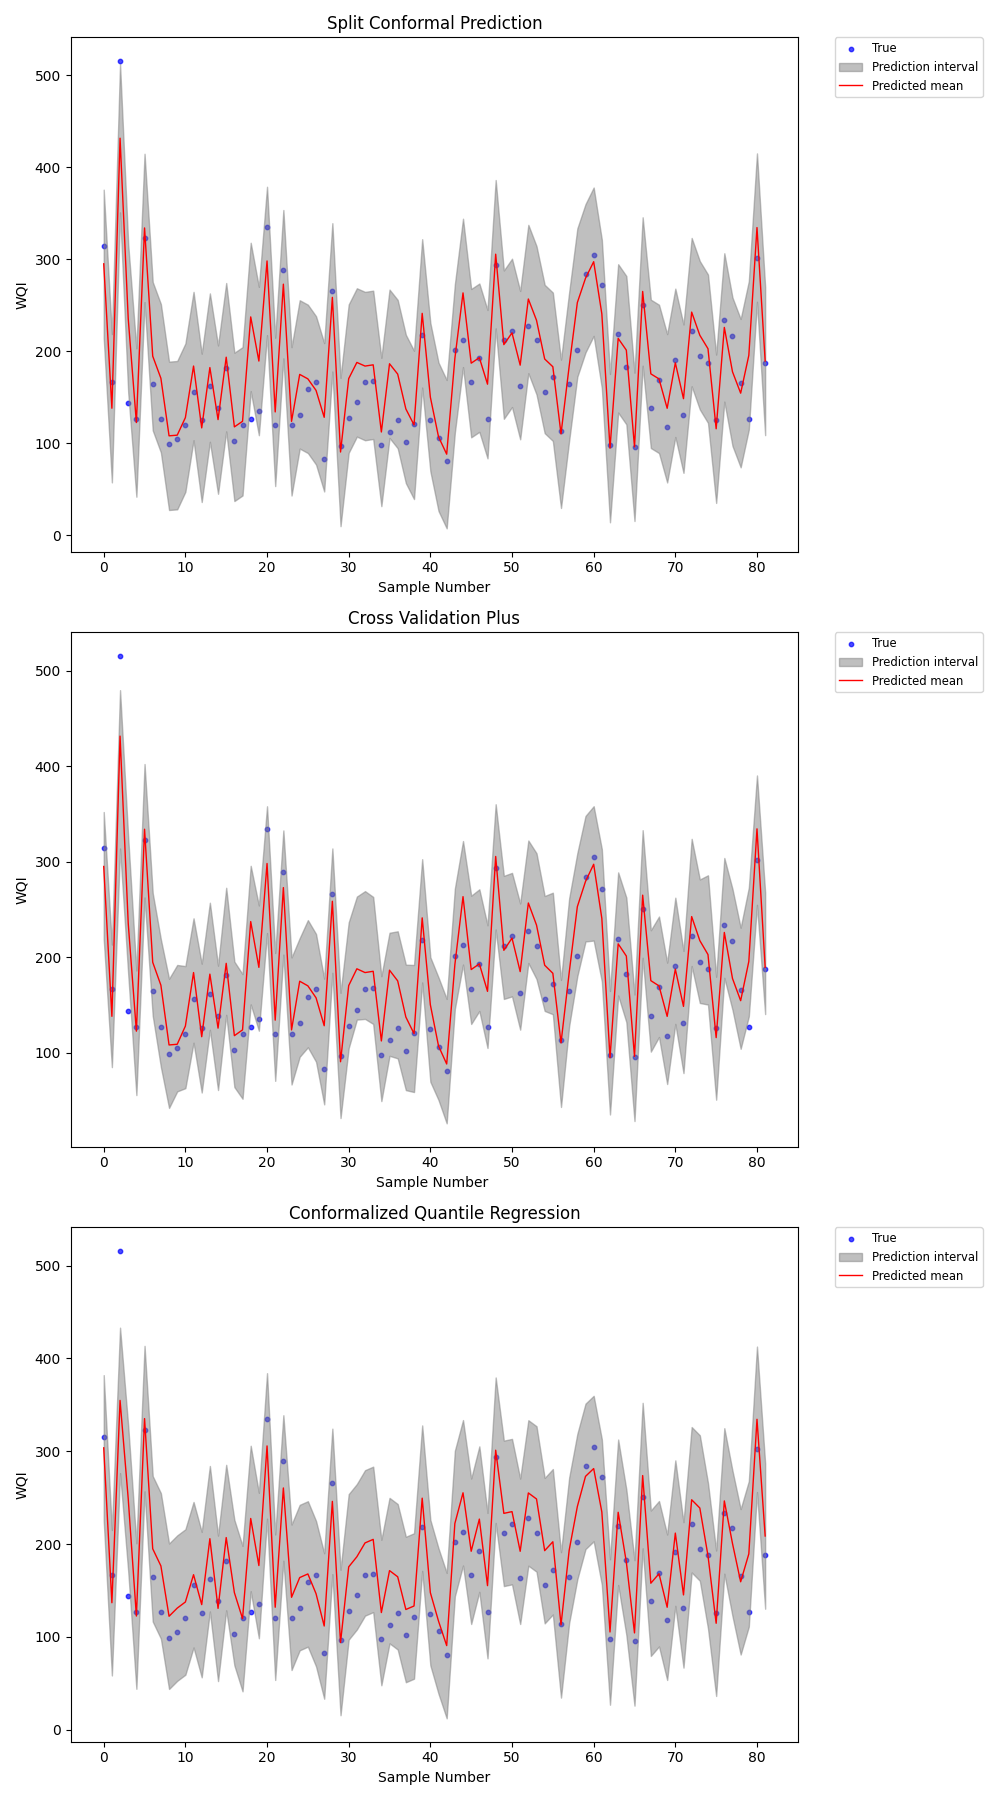 Split Conformal Prediction
500
400
300
200
100
0
WQI
0 10 20 30 40 50 60 70 80
Sample Number
True
Prediction interval
Predicted mean
Cross Validation Plus
500
400
300
200
100
WQI
0 10 20 30 40 50 60 70 80
Sample Number
True
Prediction interval
Predicted mean
Conformalized Quantile Regression
500
400
300
200
100
0
WQI
0 10 20 30 40 50 60 70 80
Sample Number
True
Prediction interval
Predicted mean